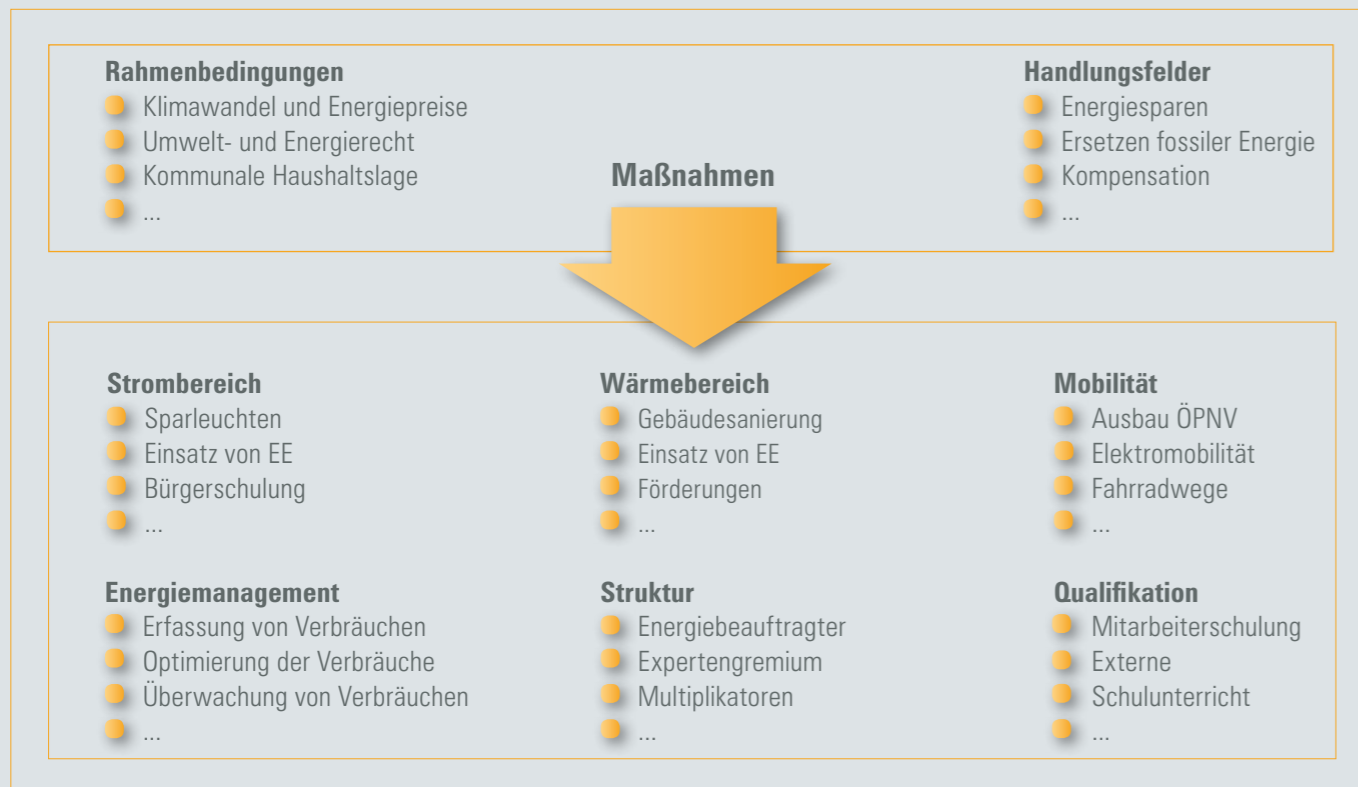 Rahmenbedingungen
Klimawandel und Energiepreise
Umwelt- und Energierecht
Kommunale Haushaltslage
...
Maßnahmen
Handlungsfelder
Energiesparen
Ersetzen fossiler Energie
Kompensation
...
Strombereich
Sparleuchten
Einsatz von EE
Bürgerschulung
...
Wärmebereich
Gebäudesanierung
Einsatz von EE
Förderungen
...
Mobilität
Ausbau ÖPNV
Elektromobilität
Fahrradwege
...
Energiemanagement
Erfassung von Verbräuchen
Optimierung der Verbräuche
Überwachung von Verbräuchen
...
Struktur
Energiebeauftragter
Expertengremium
Multiplikatoren
...
Qualifikation
Mitarbeiterschulung
Externe
Schulunterricht
...